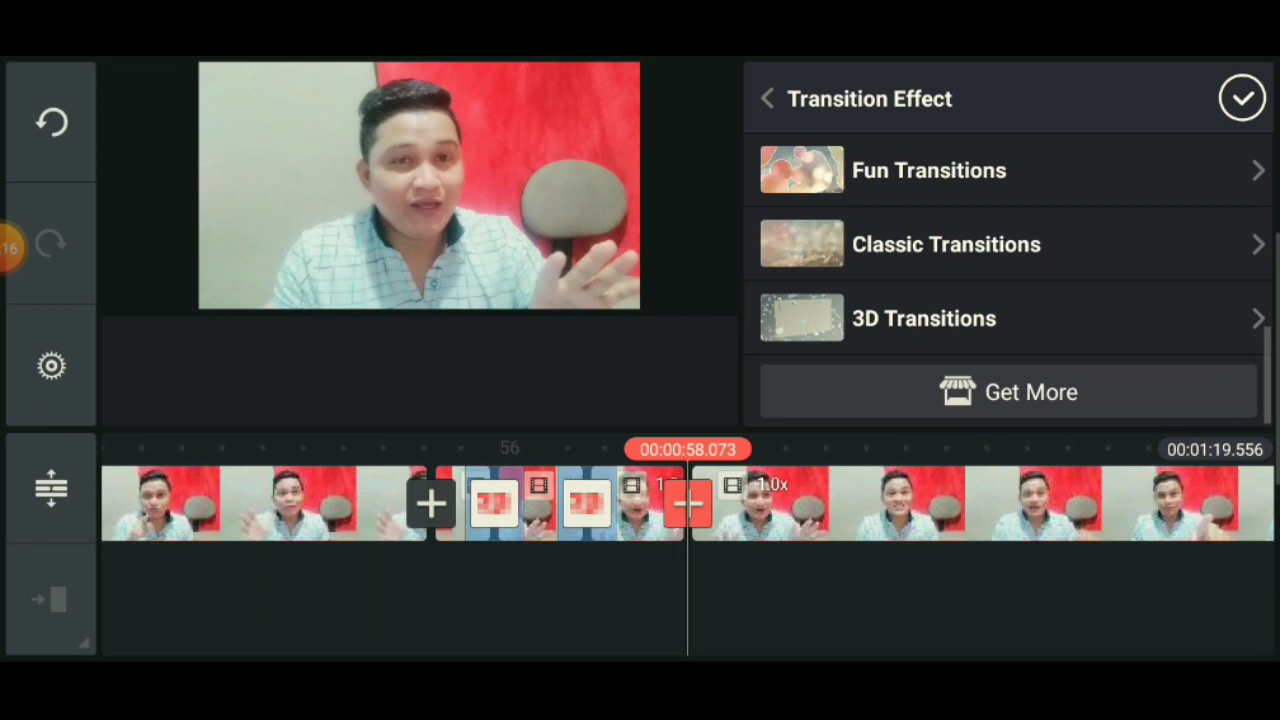 Transition Effect
Fun Transitions
:16
Classic Transitions
3D Transitions
Get More
56
00:00:58.073
00:01:19.556
1.0x